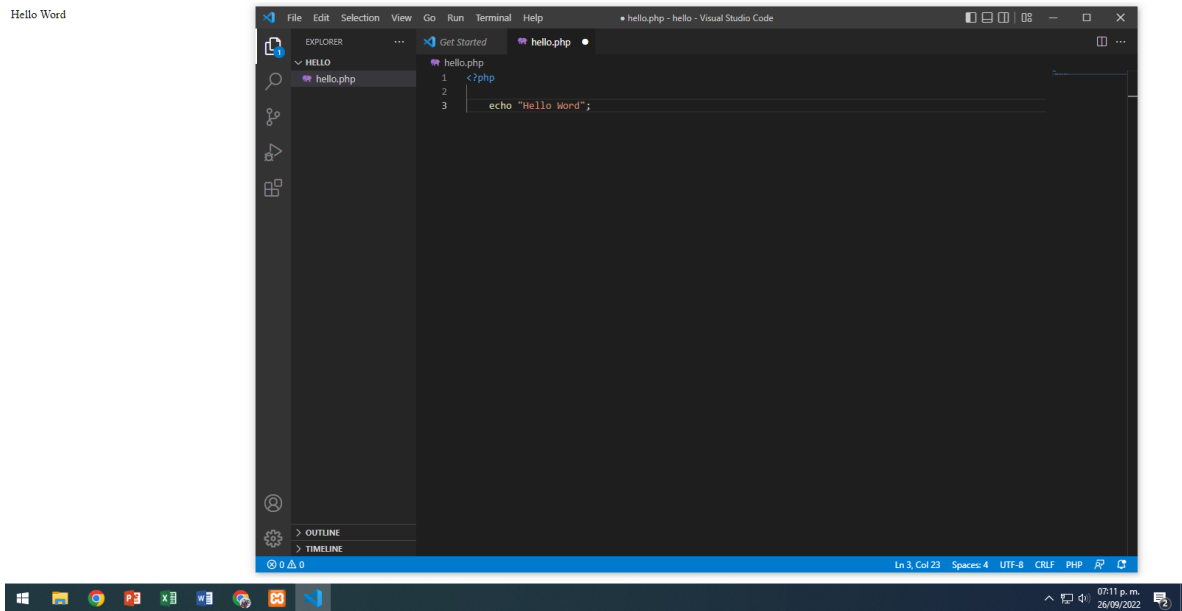 Hello Word
File Edit Selection View Go Run Terminal Help
● hello.php - hello - Visual Studio Code
EXPLORER
Get Started
hello.php ●
HELLO
hello.php
hello.php
1 <?php
2
3 echo "Hello Word";
OUTLINE
TIMELINE
0 0
Ln 3, Col 23 Spaces: 4 UTF-8 CRLF PHP
07:11 p. m.
26/09/2022
1
2